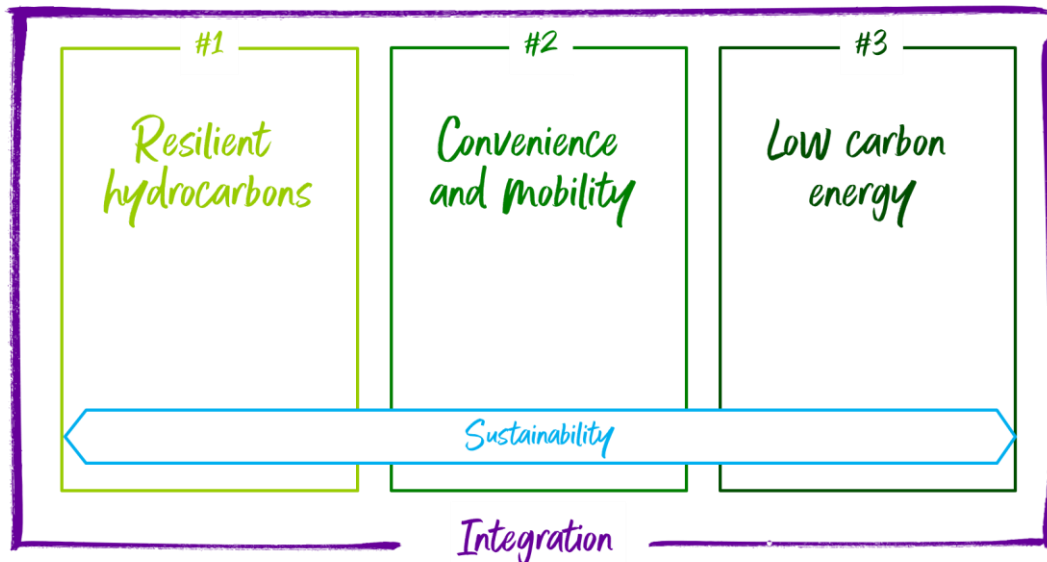 #1
Resilient
hydrocarbons
#2
Convenience
and mobility
#3
Low carbon
energy
Sustainability
Integration